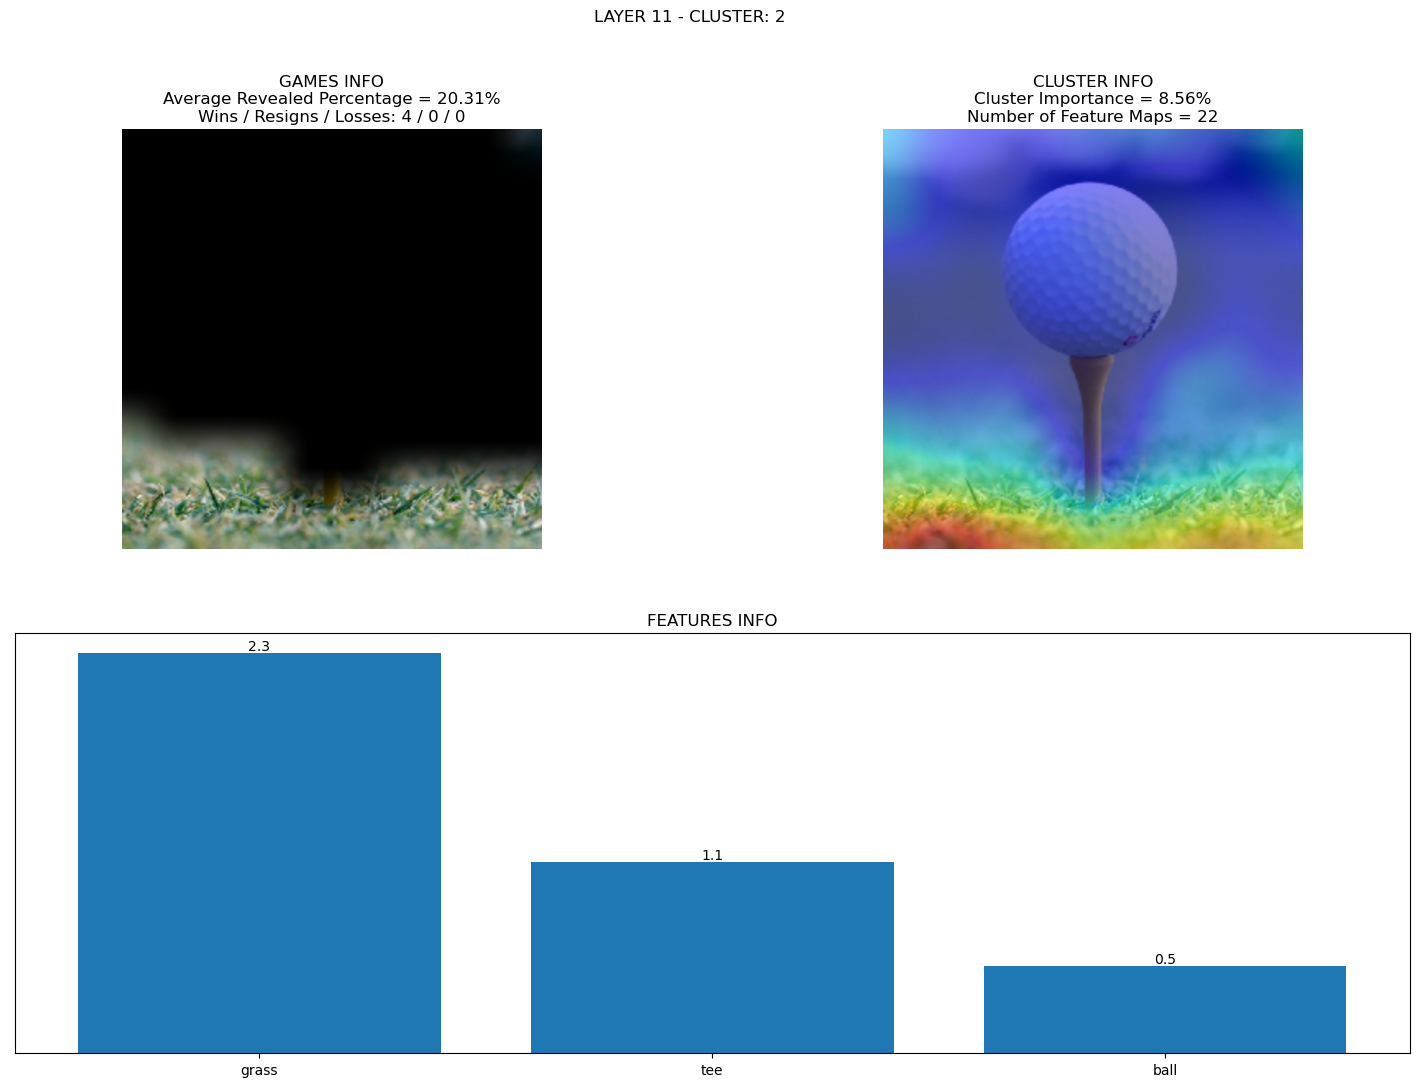 LAYER 11 - CLUSTER: 2
GAMES INFO
Average Revealed Percentage = 20.31%
Wins / Resigns / Losses: 4 / 0 / 0
CLUSTER INFO
Cluster Importance = 8.56%
Number of Feature Maps = 22
FEATURES INFO
2.3
1.1
0.5
grass
tee
ball